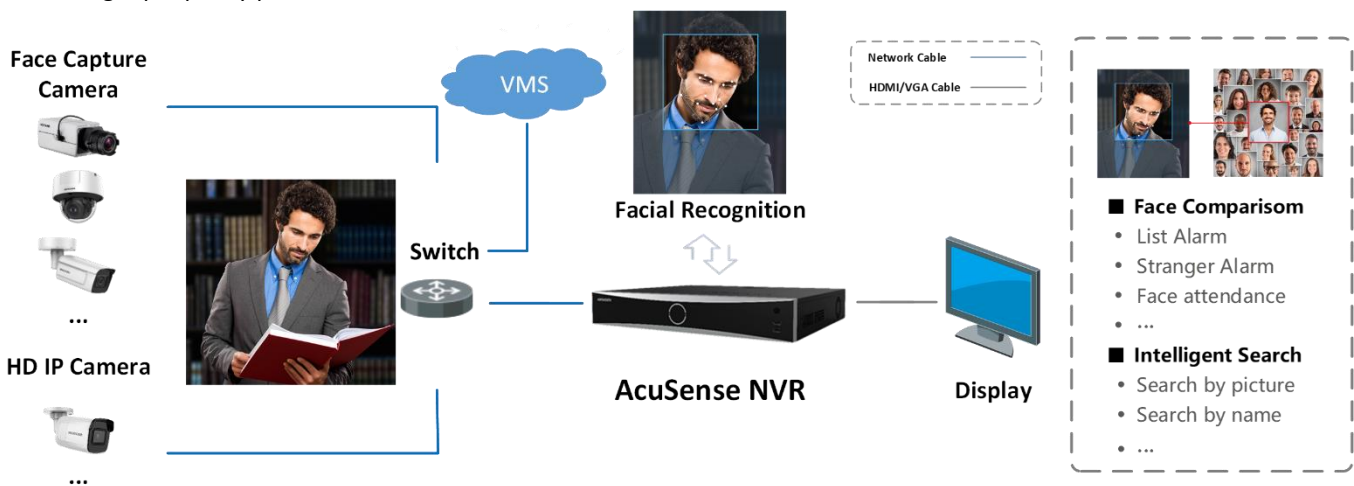 Face Capture
Camera
...
HD IP Camera
...
Switch
VMS
Facial Recognition
AcuSense NVR
Display
Network Cable
HDMI/VGA Cable
■ Face Comparisom
• List Alarm
• Stranger Alarm
• Face attendance
• ...
■ Intelligent Search
• Search by picture
• Search by name
• ...